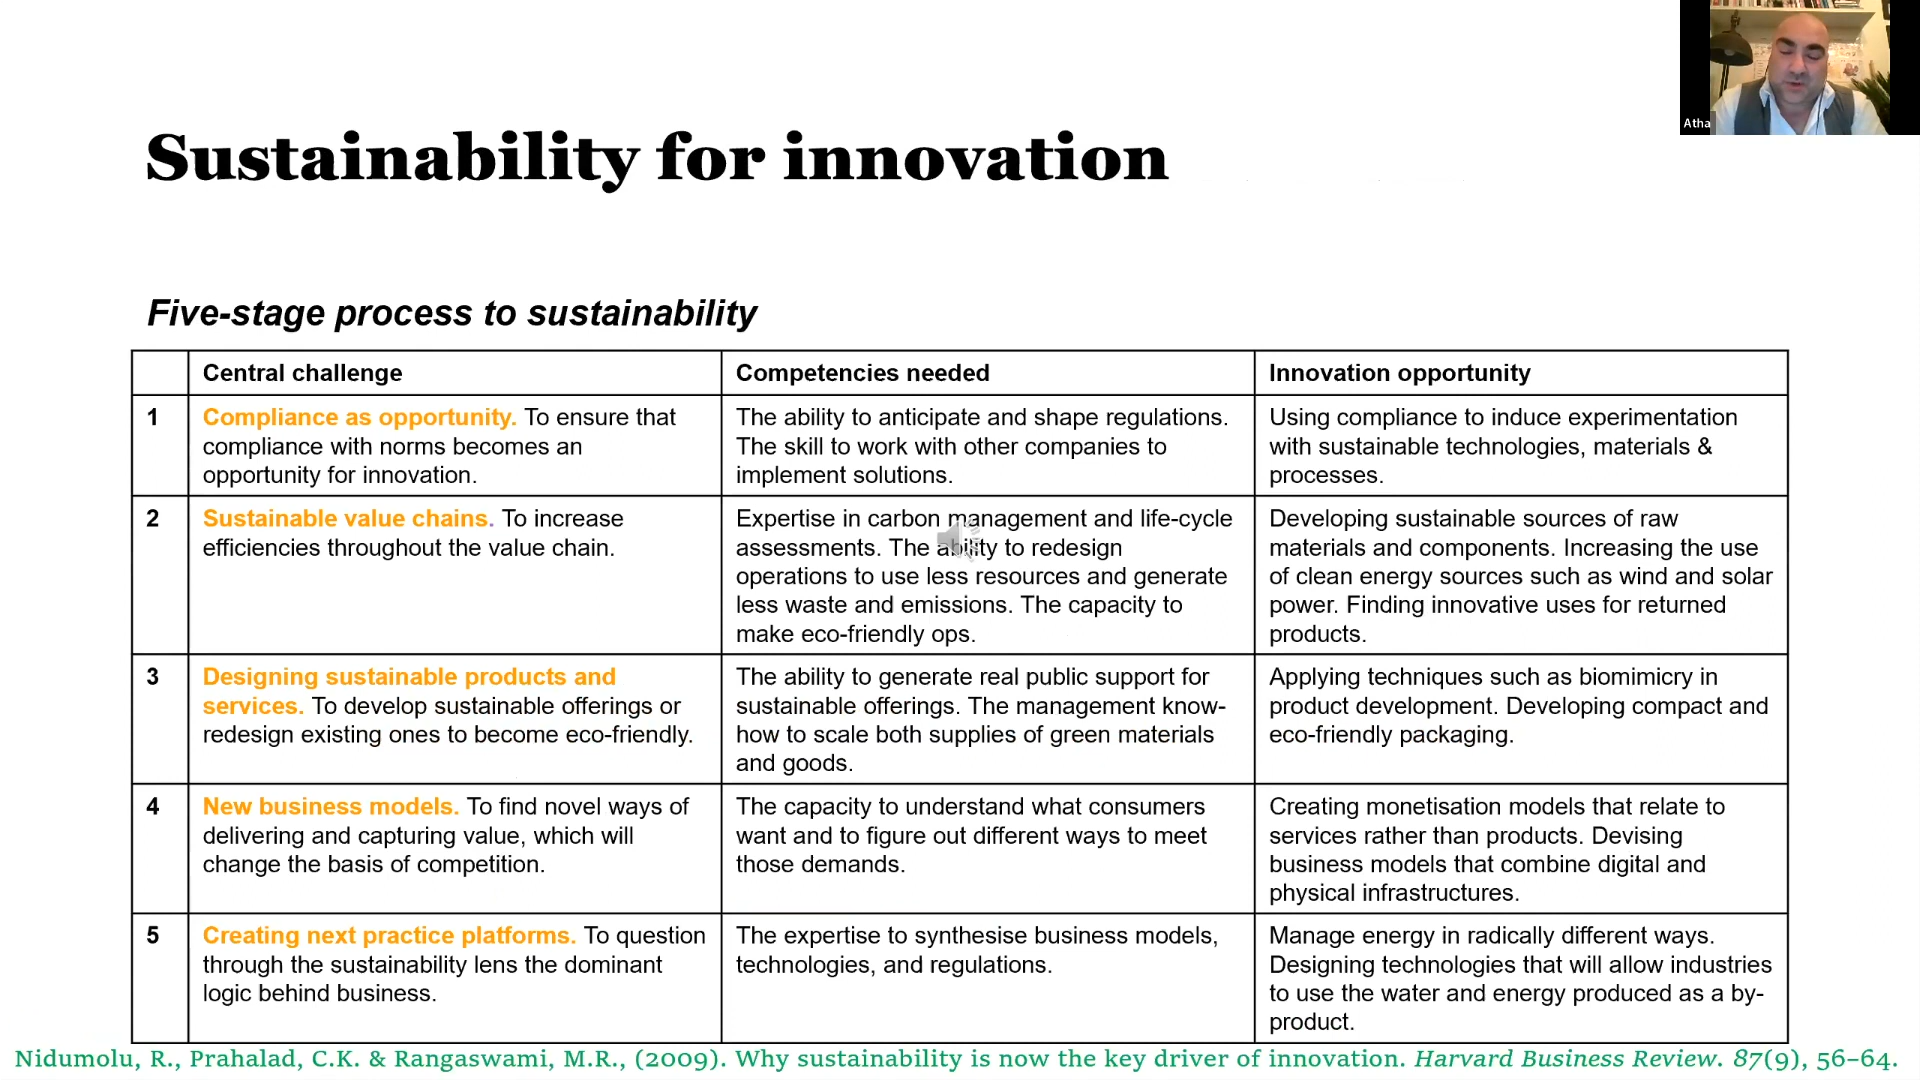 Atha
Sustainability for innovation
Five-stage process to sustainability
Central challenge
Competencies needed
Innovation opportunity
1
Compliance as opportunity. To ensure that
compliance with norms becomes an
opportunity for innovation.
The ability to anticipate and shape regulations.
The skill to work with other companies to
implement solutions.
Using compliance to induce experimentation
with sustainable technologies, materials &
processes.
2
Sustainable value chains. To increase
efficiencies throughout the value chain.
Expertise in carbon management and life-cycle
assessments. The ability to redesign
operations to use less resources and generate
less waste and emissions. The capacity to
make eco-friendly ops.
Developing sustainable sources of raw
materials and components. Increasing the use
of clean energy sources such as wind and solar
power. Finding innovative uses for returned
products.
3
Designing sustainable products and
services. To develop sustainable offerings or
redesign existing ones to become eco-friendly.
The ability to generate real public support for
sustainable offerings. The management know-
how to scale both supplies of green materials
and goods.
Applying techniques such as biomimicry in
product development. Developing compact and
eco-friendly packaging.
4
New business models. To find novel ways of
delivering and capturing value, which will
change the basis of competition.
The capacity to understand what consumers
want and to figure out different ways to meet
those demands.
Creating monetisation models that relate to
services rather than products. Devising
business models that combine digital and
physical infrastructures.
5
Creating next practice platforms. To question
through the sustainability lens the dominant
logic behind business.
The expertise to synthesise business models,
technologies, and regulations.
Manage energy in radically different ways.
Designing technologies that will allow industries
to use the water and energy produced as a by-
product.
Nidumolu, R., Prahalad, C.K. & Rangaswami, M.R., (2009). Why sustainability is now the key driver of innovation. Harvard Business Review. 87(9), 56–64.